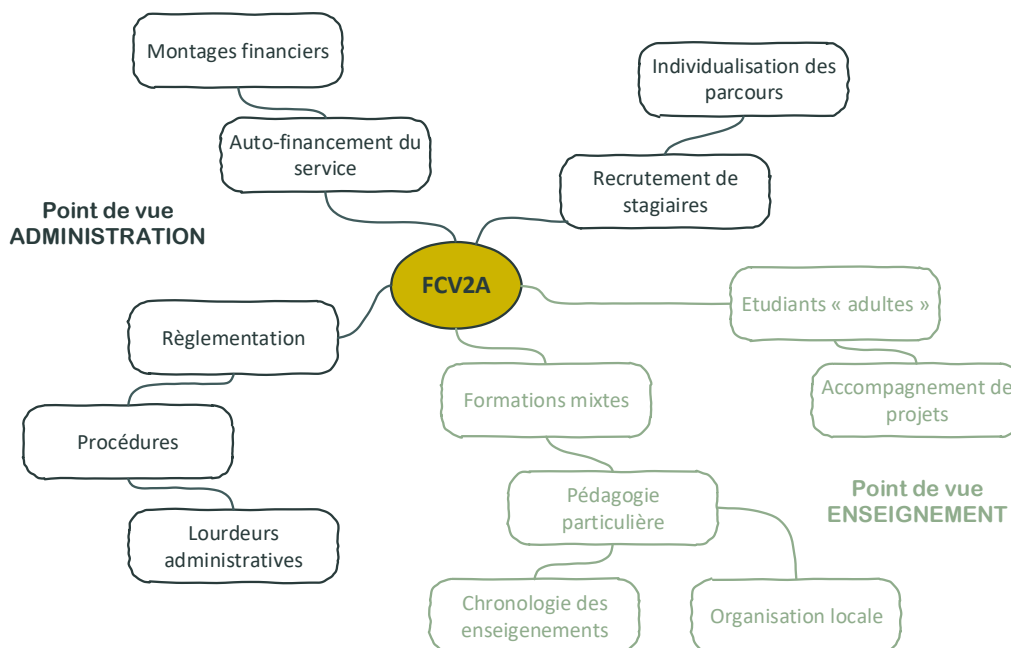 Montages financiers
Individualisation des
parcours
Auto-financement du
service
Recrutement de
stagiaires
Point de vue
ADMINISTRATION
FCV2A
Etudiants « adultes »
Règlementation
Formations mixtes
Accompagnement de
projets
Procédures
Pédagogie
particulière
Point de vue
ENSEIGNEMENT
Lourdeurs
administratives
Chronologie des
enseigenements
Organisation locale